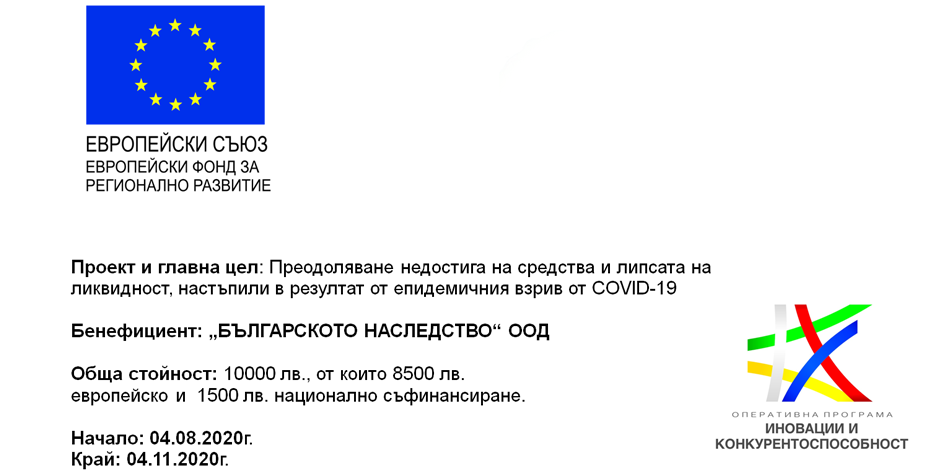 ЕВРОПЕЙСКИ СЪЮЗ
ЕВРОПЕЙСКИ ФОНД ЗА
РЕГИОНАЛНО РАЗВИТИЕ
Проект и главна цел: Преодоляване недостига на средства и липсата на
ликвидност, настъпили в резултат от епидемичния взрив от COVID-19
Бенефициент: „БЪЛГАРСКОТО НАСЛЕДСТВО“ ООД
Обща стойност: 10000 лв., от които 8500 лв.
европейско и 1500 лв. национално съфинансиране.
Начало: 04.08.2020г.
Край: 04.11.2020г.
ОПЕРАТИВНА ПРОГРАМА
ИНОВАЦИИ И
КОНКУРЕНТОСПОСОБНОСТ